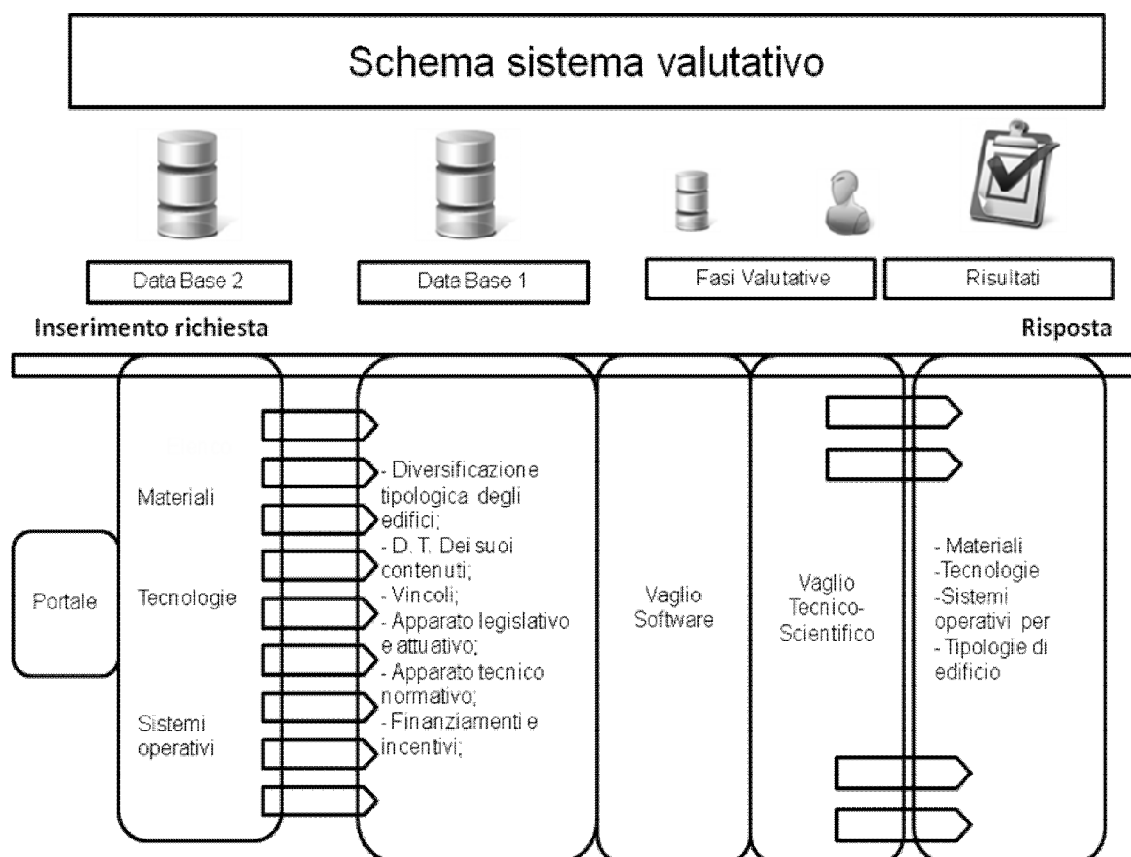 Schema sistema valutativo
Data Base 2
Data Base 1
Fasi Valutative
Risultati
Inserimento richiesta
Risposta
Portale
Materiali
Tecnologie
Sistemi
operativi
- Diversificazione
tipologica degli
edifici;
- D. T. Dei suoi
contenuti;
- Vincoli;
- Apparato legislativo
e attuativo;
- Apparato tecnico
normativo;
- Finanziamenti e
incentivi;
Vaglio
Software
Vaglio
Tecnico-
Scientifico
- Materiali
-Tecnologie
-Sistemi
operativi per
- Tipologie di
edificio